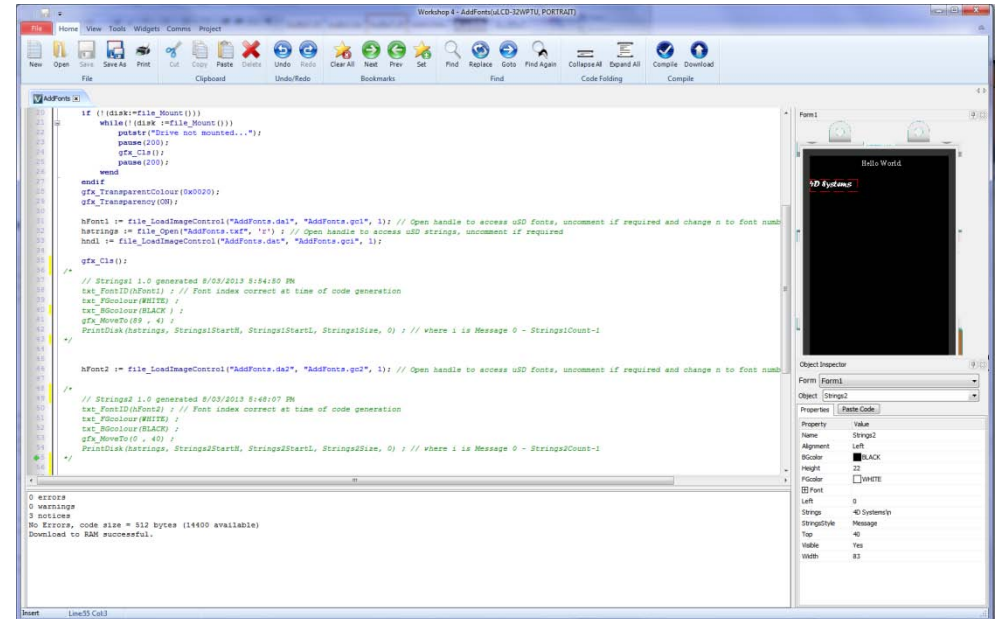 Workshop 4 - AddFonts(uLCD-32WPTU, PORTRAIT)
File Home View Tools Widgets Comms Project
New Open Save Save As Print Cut Copy Paste Delete Undo Redo Clear All Next Prev Set Find Replace Goto Find Again Collapse All Expand All Compile Download
File Clipboard Undo/Redo Bookmarks Find Code Folding Compile
AddFonts
if (!(disk:=file_Mount()))
while(!(disk :=file_Mount()))
putstr("Drive not mounted...");
pause(200);
gfx_Cls();
pause(200);
wend
endif
gfx_TransparentColour(0x0020);
gfx_Transparency(ON);
hFont1 := file_LoadImageControl("AddFonts.da1", "AddFonts.gc1", 1); // Open handle to access uSD fonts, uncomment if required and change n to font numb
hstrings := file_Open("AddFonts.txf", 'r') ; // Open handle to access uSD strings, uncomment if required
hndl := file_LoadImageControl("AddFonts.dat", "AddFonts.gci", 1);
gfx_Cls();
/*
// Strings1 1.0 generated 8/03/2013 5:54:50 PM
txt_FontID(hFont1) ; // Font index correct at time of code generation
txt_FGcolour(WHITE) ;
txt_BGcolour(BLACK ) ;
gfx_MoveTo(89 , 4) ;
PrintDisk(hstrings, Strings1StartH, Strings1StartL, Strings1Size, 0) ; // where i is Message 0 - Strings1Count-1
*/
hFont2 := file_LoadImageControl("AddFonts.da2", "AddFonts.gc2", 1); // Open handle to access uSD fonts, uncomment if required and change n to font numb
/*
// Strings2 1.0 generated 8/03/2013 5:48:07 PM
txt_FontID(hFont2) ; // Font index correct at time of code generation
txt_FGcolour(WHITE) ;
txt_BGcolour(BLACK) ;
gfx_MoveTo(0 , 40) ;
PrintDisk(hstrings, Strings2StartH, Strings2StartL, Strings2Size, 0) ; // where i is Message 0 - Strings2Count-1
*/
0 errors
0 warnings
3 notices
No Errors, code size = 512 bytes (14400 available)
Download to RAM successful.
Form1
Hello World
4D Systems
Object Inspector
Form Form1
Object Strings2
Properties Paste Code
Property Value
Name Strings2
Alignment Left
BGcolor BLACK
Height 22
FGcolor WHITE
Font
Left 0
Strings 4D Systems\n
StringsStyle Message
Top 40
Visible Yes
Width 83
Insert Line:55 Col:3